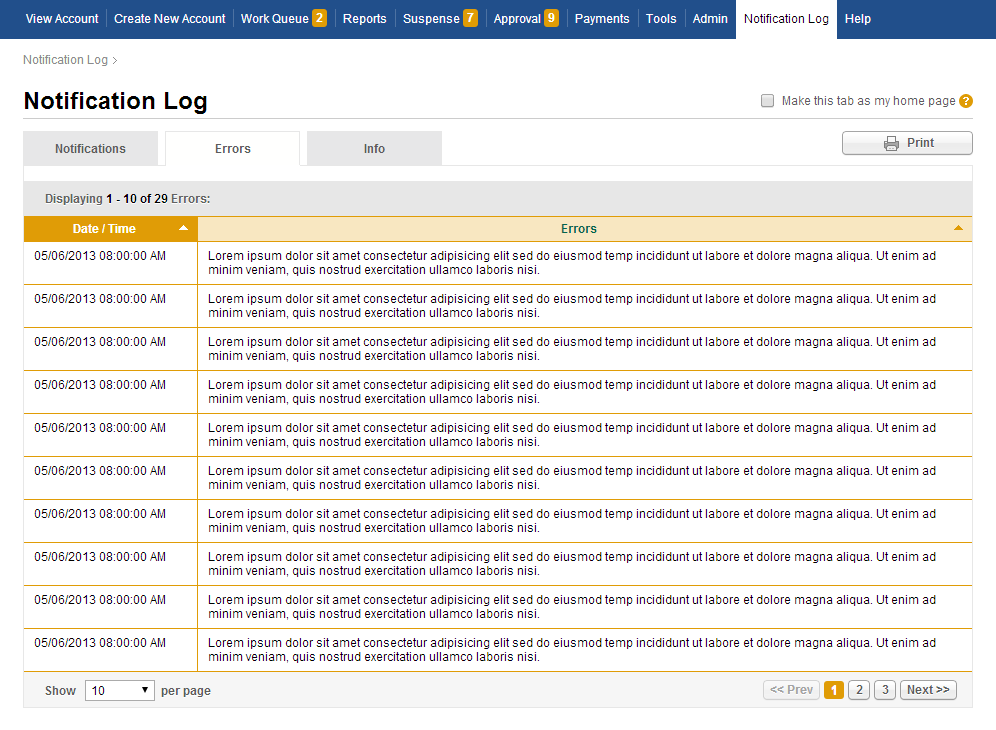 View Account Create New Account Work Queue 2 Reports Suspense 7 Approval 9 Payments Tools Admin Notification Log Help
Notification Log >
Notification Log
Make this tab as my home page ?
Notifications Errors Info
Print
Displaying 1 - 10 of 29 Errors:
Date / Time Errors
05/06/2013 08:00:00 AM Lorem ipsum dolor sit amet consectetur adipisicing elit sed do eiusmod temp incididunt ut labore et dolore magna aliqua. Ut enim ad
minim veniam, quis nostrud exercitation ullamco laboris nisi.
05/06/2013 08:00:00 AM Lorem ipsum dolor sit amet consectetur adipisicing elit sed do eiusmod temp incididunt ut labore et dolore magna aliqua. Ut enim ad
minim veniam, quis nostrud exercitation ullamco laboris nisi.
05/06/2013 08:00:00 AM Lorem ipsum dolor sit amet consectetur adipisicing elit sed do eiusmod temp incididunt ut labore et dolore magna aliqua. Ut enim ad
minim veniam, quis nostrud exercitation ullamco laboris nisi.
05/06/2013 08:00:00 AM Lorem ipsum dolor sit amet consectetur adipisicing elit sed do eiusmod temp incididunt ut labore et dolore magna aliqua. Ut enim ad
minim veniam, quis nostrud exercitation ullamco laboris nisi.
05/06/2013 08:00:00 AM Lorem ipsum dolor sit amet consectetur adipisicing elit sed do eiusmod temp incididunt ut labore et dolore magna aliqua. Ut enim ad
minim veniam, quis nostrud exercitation ullamco laboris nisi.
05/06/2013 08:00:00 AM Lorem ipsum dolor sit amet consectetur adipisicing elit sed do eiusmod temp incididunt ut labore et dolore magna aliqua. Ut enim ad
minim veniam, quis nostrud exercitation ullamco laboris nisi.
05/06/2013 08:00:00 AM Lorem ipsum dolor sit amet consectetur adipisicing elit sed do eiusmod temp incididunt ut labore et dolore magna aliqua. Ut enim ad
minim veniam, quis nostrud exercitation ullamco laboris nisi.
05/06/2013 08:00:00 AM Lorem ipsum dolor sit amet consectetur adipisicing elit sed do eiusmod temp incididunt ut labore et dolore magna aliqua. Ut enim ad
minim veniam, quis nostrud exercitation ullamco laboris nisi.
05/06/2013 08:00:00 AM Lorem ipsum dolor sit amet consectetur adipisicing elit sed do eiusmod temp incididunt ut labore et dolore magna aliqua. Ut enim ad
minim veniam, quis nostrud exercitation ullamco laboris nisi.
05/06/2013 08:00:00 AM Lorem ipsum dolor sit amet consectetur adipisicing elit sed do eiusmod temp incididunt ut labore et dolore magna aliqua. Ut enim ad
minim veniam, quis nostrud exercitation ullamco laboris nisi.
Show 10 per page << Prev 1 2 3 Next >>